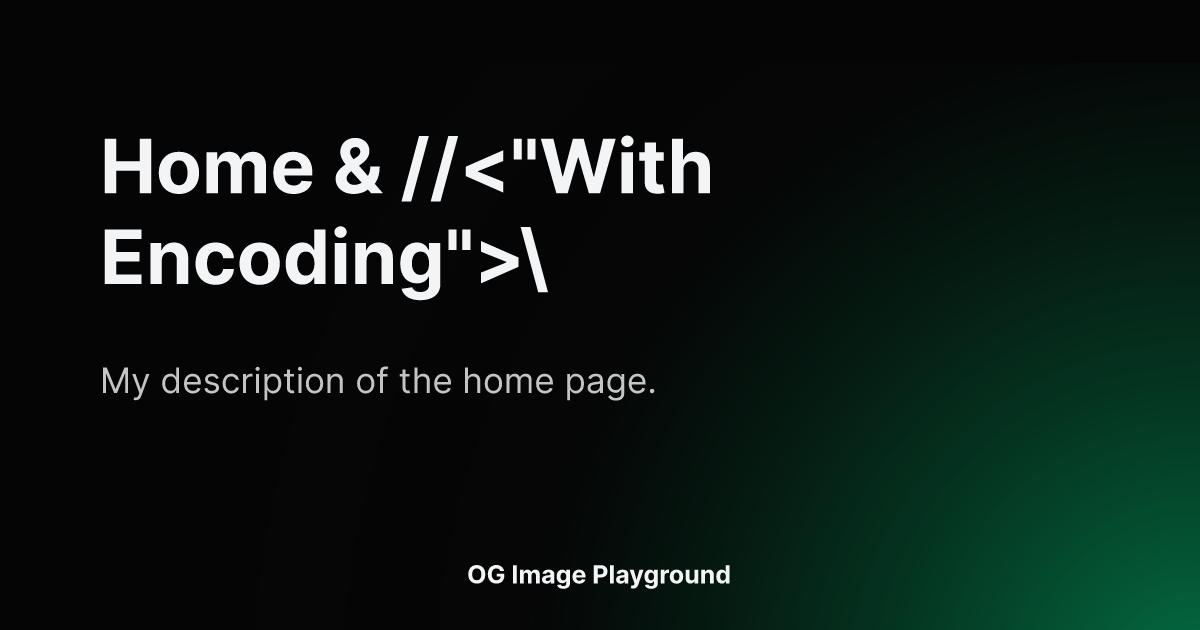 Home & //<"With
Encoding">\
My description of the home page.
OG Image Playground